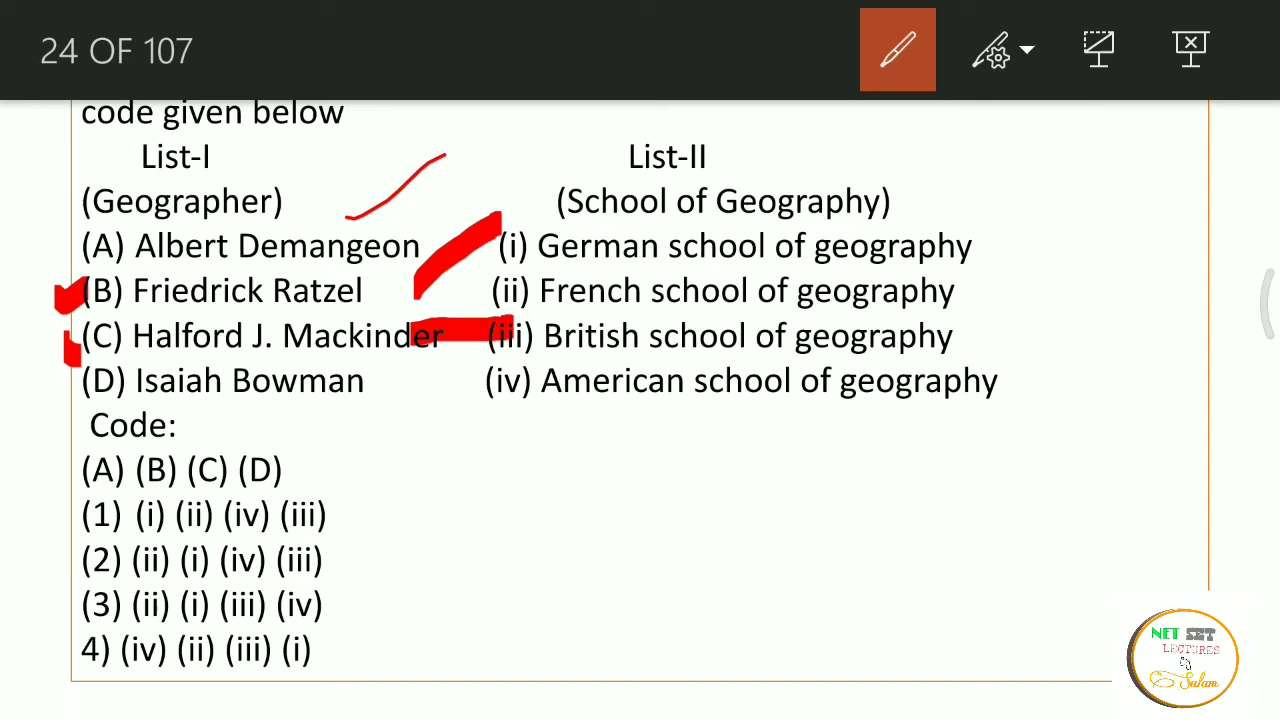 24 OF 107
code given below
List-I List-II
(Geographer) (School of Geography)
(A) Albert Demangeon (i) German school of geography
(B) Friedrick Ratzel (ii) French school of geography
(C) Halford J. Mackinder (iii) British school of geography
(D) Isaiah Bowman (iv) American school of geography
Code:
(A) (B) (C) (D)
(1) (i) (ii) (iv) (iii)
(2) (ii) (i) (iv) (iii)
(3) (ii) (i) (iii) (iv)
4) (iv) (ii) (iii) (i)
NET SET
LECTURES
By
Salam